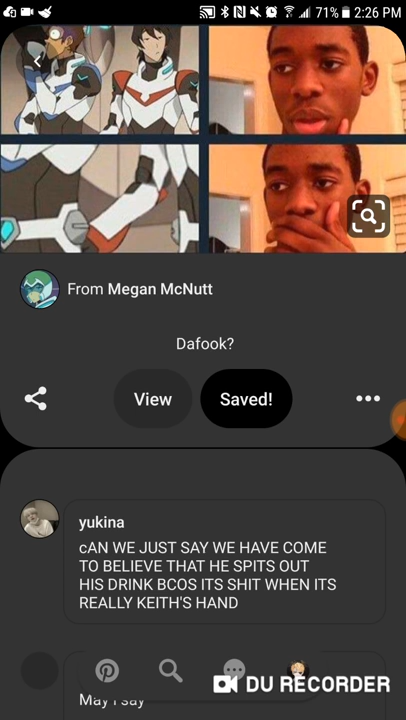 71% 2:26 PM
From Megan McNutt
Dafook?
View
Saved!
yukina
cAN WE JUST SAY WE HAVE COME
TO BELIEVE THAT HE SPITS OUT
HIS DRINK BCOS ITS SHIT WHEN ITS
REALLY KEITH'S HAND
DU RECORDER
May I say